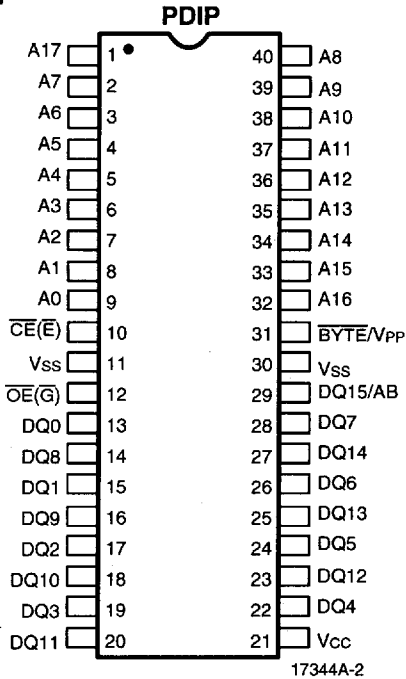 PDIP
A17 1 40 A8
A7 2 39 A9
A6 3 38 A10
A5 4 37 A11
A4 5 36 A12
A3 6 35 A13
A2 7 34 A14
A1 8 33 A15
A0 9 32 A16
C̅E̅(E̅) 10 31 B̅Y̅T̅E̅/VPP
VSS 11 30 VSS
O̅E̅(G̅) 12 29 DQ15/AB
DQ0 13 28 DQ7
DQ8 14 27 DQ14
DQ1 15 26 DQ6
DQ9 16 25 DQ13
DQ2 17 24 DQ5
DQ10 18 23 DQ12
DQ3 19 22 DQ4
DQ11 20 21 VCC
17344A-2